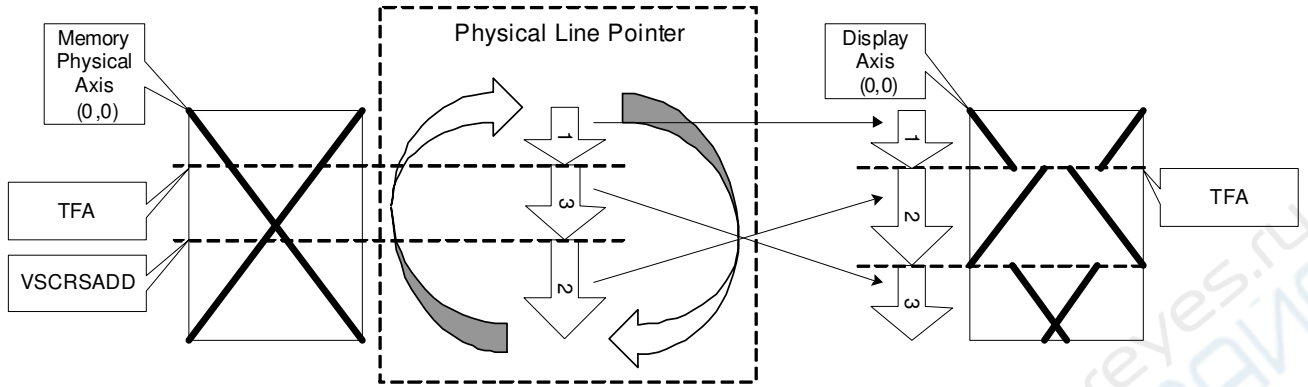 Memory
Physical
Axis
(0,0)
Physical Line Pointer
Display
Axis
(0,0)
1
1
TFA
3
2
TFA
VSCRSADD
2
3